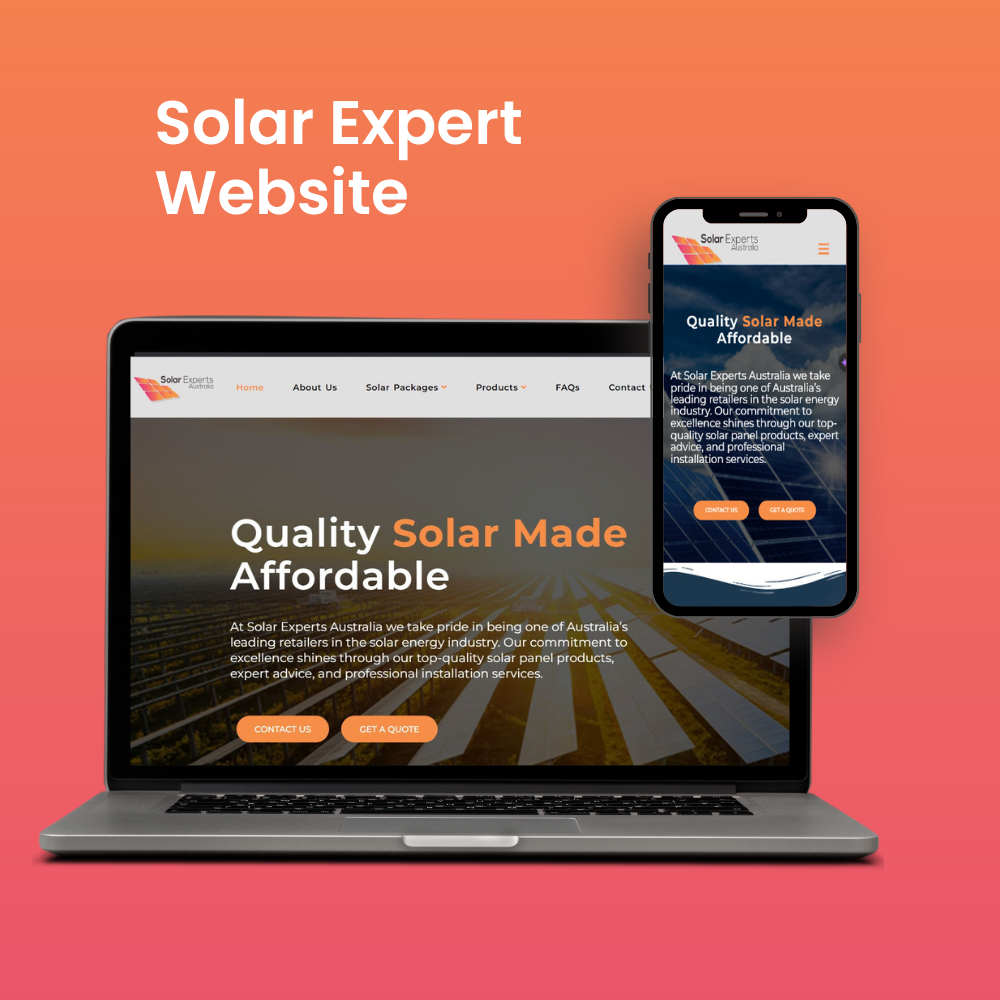 Solar Expert
Website
Solar Experts
Australia
Home
About Us
Solar Packages
Products
FAQs
Contact
Quality Solar Made
Affordable
At Solar Experts Australia we take pride in being one of Australia's
leading retailers in the solar energy industry. Our commitment to
excellence shines through our top-quality solar panel products,
expert advice, and professional installation services.
CONTACT US
GET A QUOTE
Solar Experts
Australia
Quality Solar Made
Affordable
At Solar Experts Australia we take
pride in being one of Australia's
leading retailers in the solar energy
industry. Our commitment to
excellence shines through our top-
quality solar panel products, expert
advice, and professional
installation services.
CONTACT US
GET A QUOTE